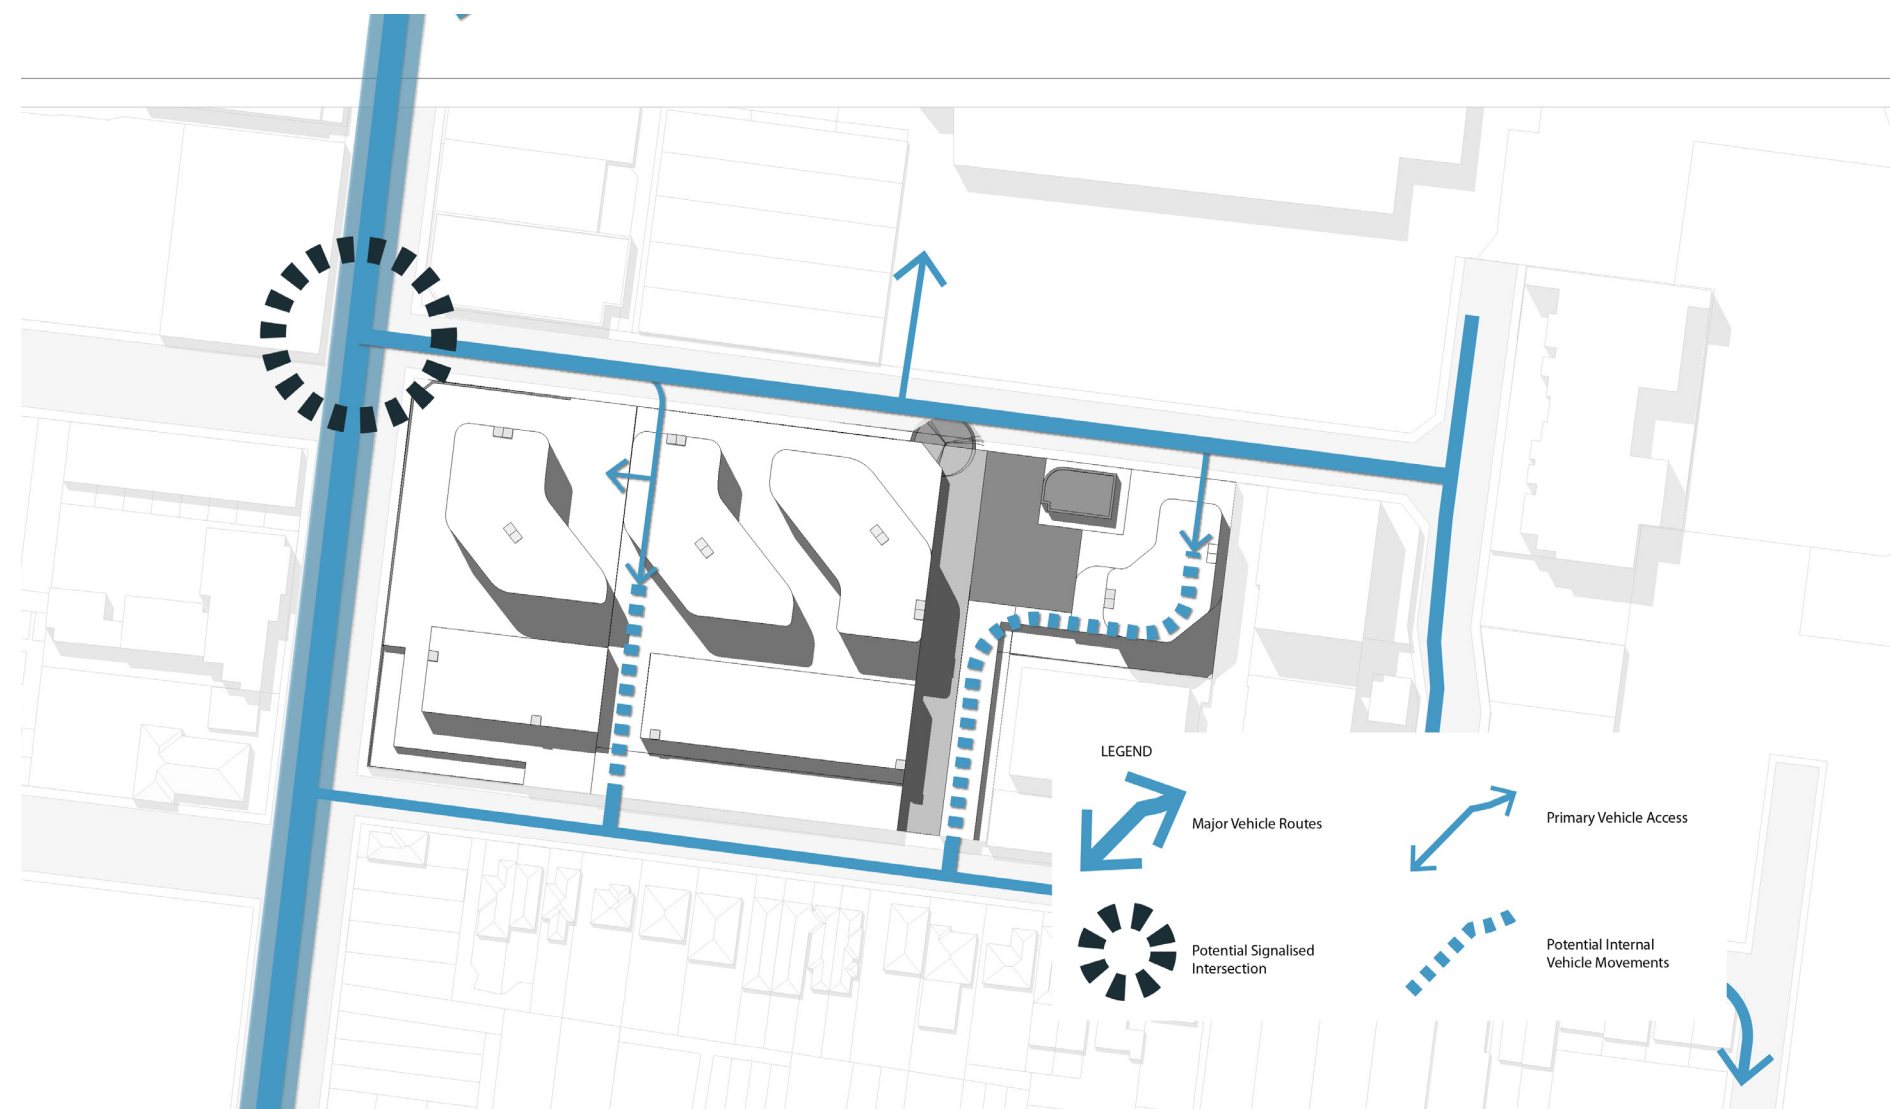 LEGEND
Major Vehicle Routes
Primary Vehicle Access
Potential Signalised
Intersection
Potential Internal
Vehicle Movements